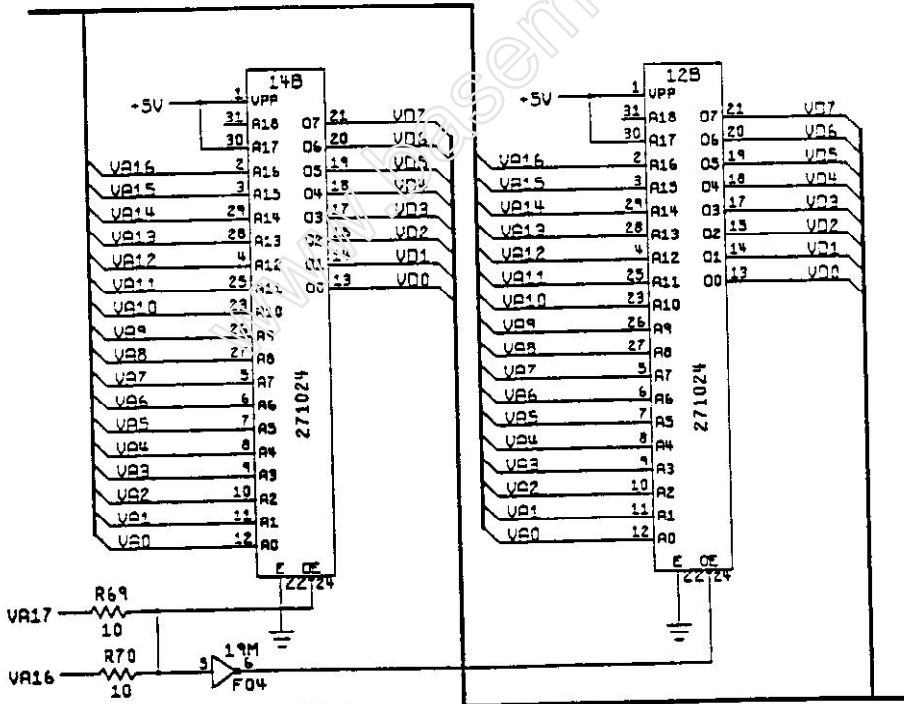 14B
+5V
1 VPP
31 A18 O7 21 VD7
30 A17 O6 20 VD6
VA16 2 A16 O5 19 VD5
VA15 3 A15 O4 18 VD4
VA14 29 A14 O3 17 VD3
VA13 28 A13 O2 15 VD2
VA12 4 A12 O1 14 VD1
VA11 25 A11 O0 13 VD0
VA10 23 A10
VA9 26 A9
VA8 27 A8
VA7 5 A7
VA6 6 A6
VA5 7 A5
VA4 8 A4
VA3 9 A3
VA2 10 A2
VA1 11 A1
VA0 12 A0
271024
E OE
22 24
12B
+5V
1 VPP
31 A18 O7 21 VD7
30 A17 O6 20 VD6
VA16 2 A16 O5 19 VD5
VA15 3 A15 O4 18 VD4
VA14 29 A14 O3 17 VD3
VA13 28 A13 O2 15 VD2
VA12 4 A12 O1 14 VD1
VA11 25 A11 O0 13 VD0
VA10 23 A10
VA9 26 A9
VA8 27 A8
VA7 5 A7
VA6 6 A6
VA5 7 A5
VA4 8 A4
VA3 9 A3
VA2 10 A2
VA1 11 A1
VA0 12 A0
271024
E OE
22 24
VA17 R69
10
VA16 R70
10
19M
5 6
F04